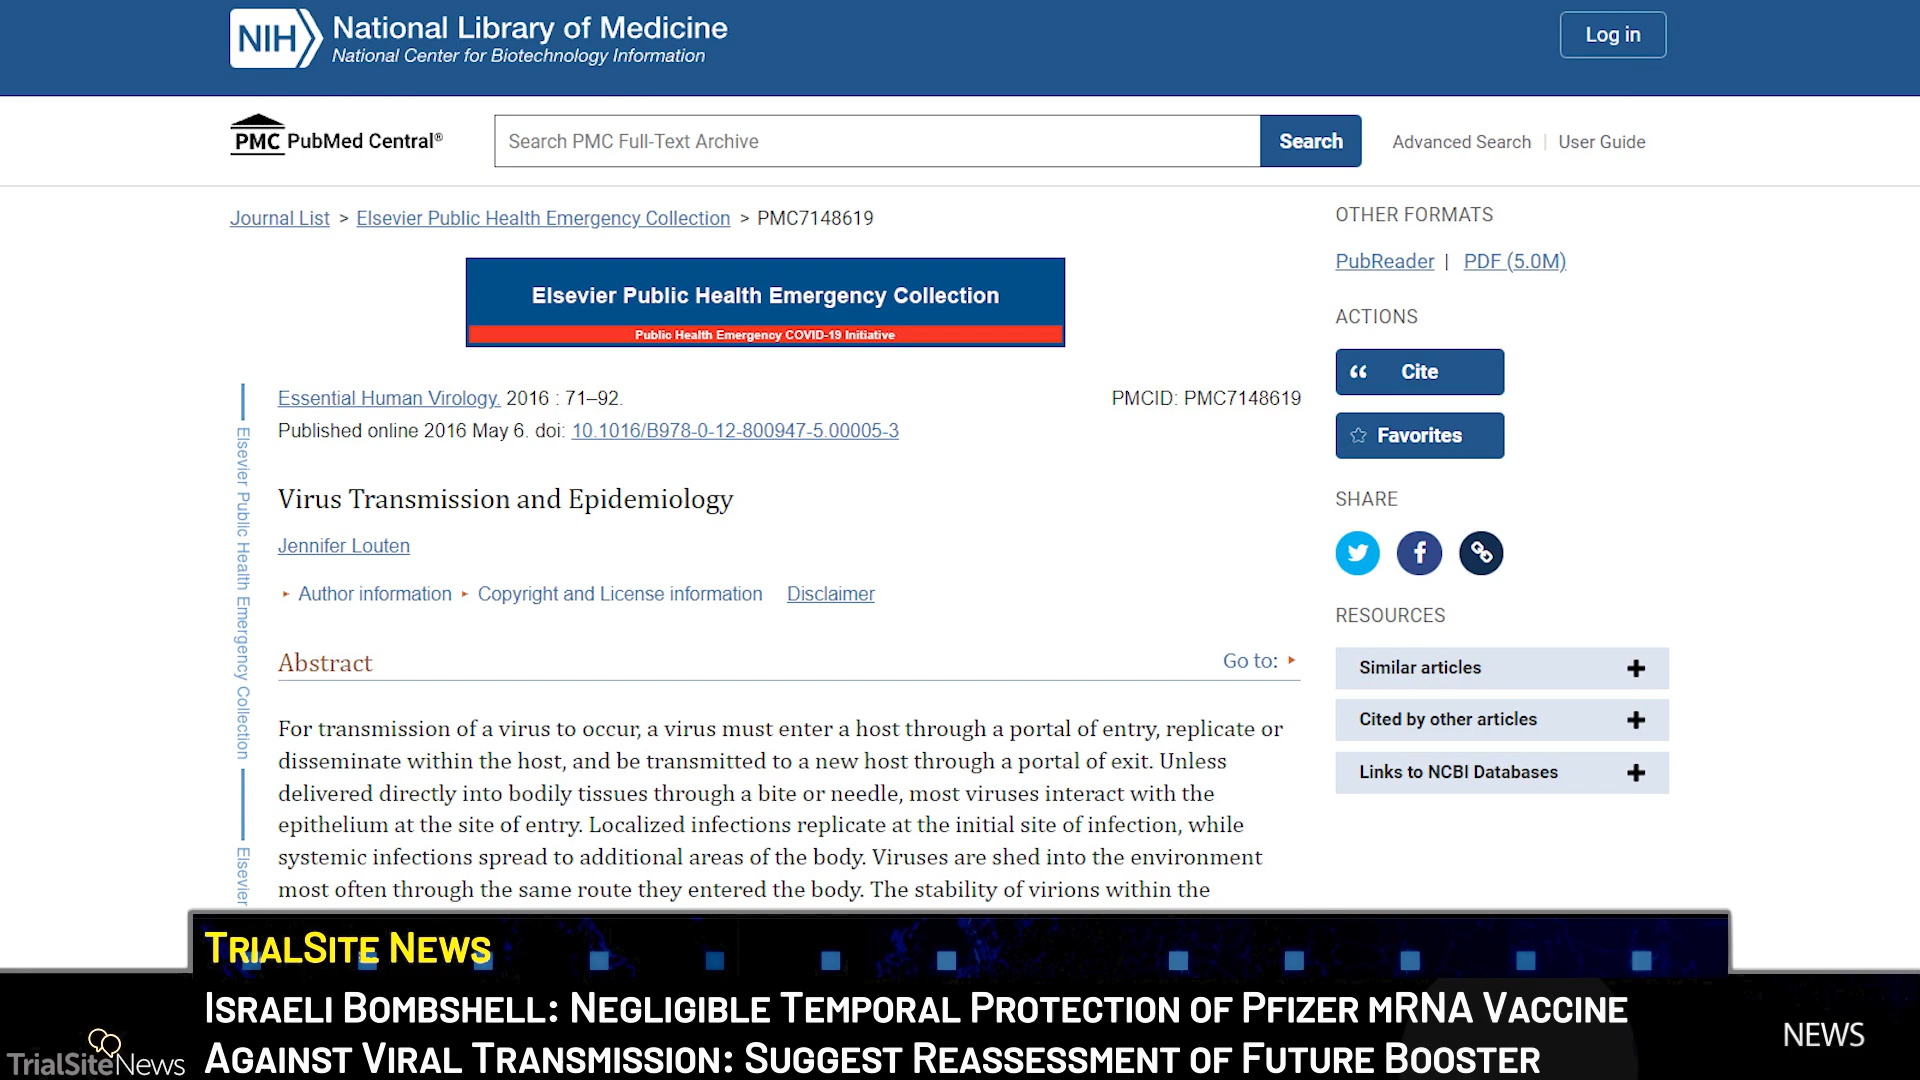 NIH National Library of Medicine
National Center for Biotechnology Information
Log in
PMC PubMed Central®
Search PMC Full-Text Archive
Search
Advanced Search
User Guide
Journal List > Elsevier Public Health Emergency Collection > PMC7148619
Elsevier Public Health Emergency Collection
Public Health Emergency COVID-19 Initiative
Essential Human Virology. 2016 : 71–92.
PMCID: PMC7148619
Published online 2016 May 6. doi: 10.1016/B978-0-12-800947-5.00005-3
Virus Transmission and Epidemiology
Jennifer Louten
Author information
Copyright and License information
Disclaimer
Abstract
Go to:
For transmission of a virus to occur, a virus must enter a host through a portal of entry, replicate or
disseminate within the host, and be transmitted to a new host through a portal of exit. Unless
delivered directly into bodily tissues through a bite or needle, most viruses interact with the
epithelium at the site of entry. Localized infections replicate at the initial site of infection, while
systemic infections spread to additional areas of the body. Viruses are shed into the environment
most often through the same route they entered the body. The stability of virions within the
Elsevier Public Health Emergency Collection
Elsevier
OTHER FORMATS
PubReader | PDF (5.0M)
ACTIONS
Cite
Favorites
SHARE
RESOURCES
Similar articles
Cited by other articles
Links to NCBI Databases
TRIALSITE NEWS
ISRAELI BOMBSHELL: NEGLIGIBLE TEMPORAL PROTECTION OF PFIZER MRNA VACCINE
AGAINST VIRAL TRANSMISSION: SUGGEST REASSESSMENT OF FUTURE BOOSTER
TrialSiteNews
NEWS